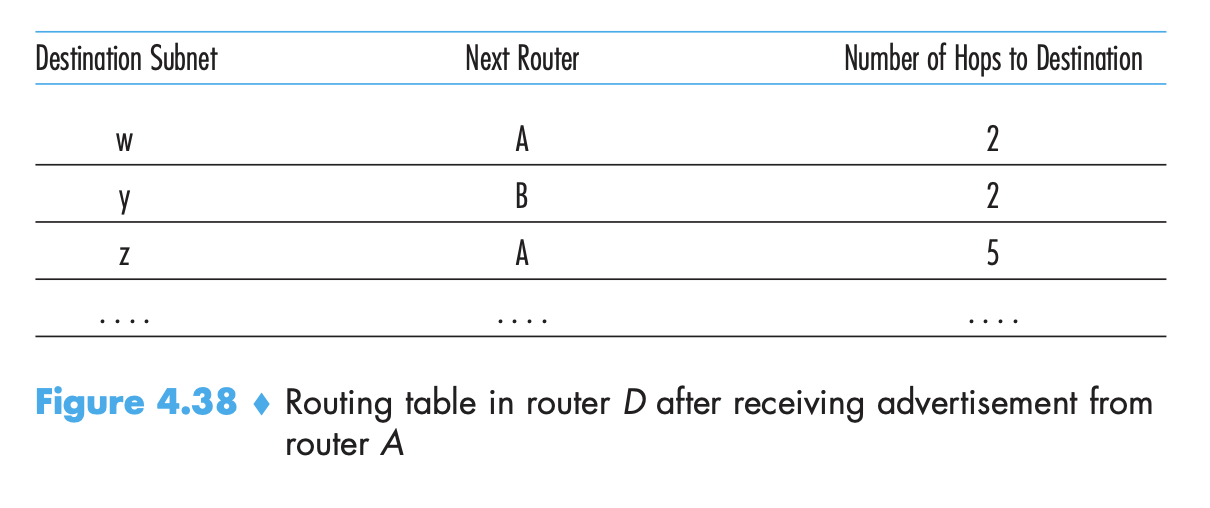 Destination Subnet Next Router Number of Hops to Destination
w A 2
y B 2
z A 5
. . . . . . . . . . . .
Figure 4.38 ♦ Routing table in router D after receiving advertisement from
router A